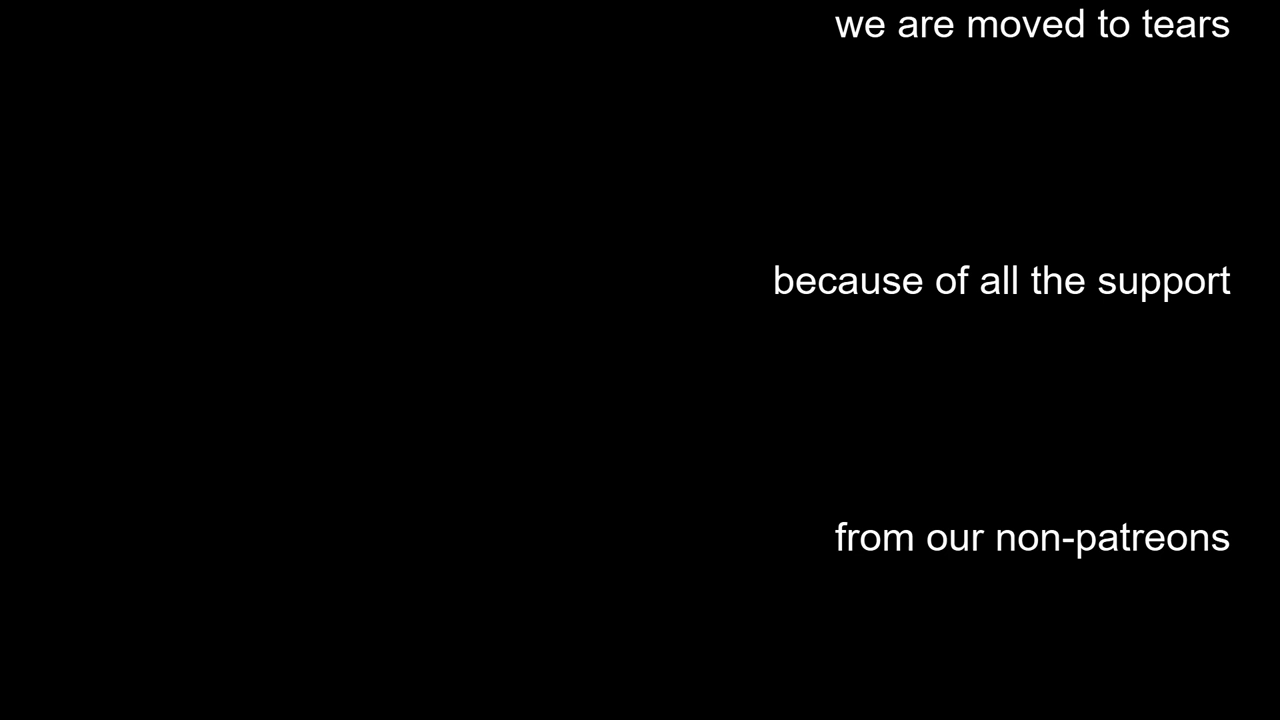 we are moved to tears
because of all the support
from our non-patreons